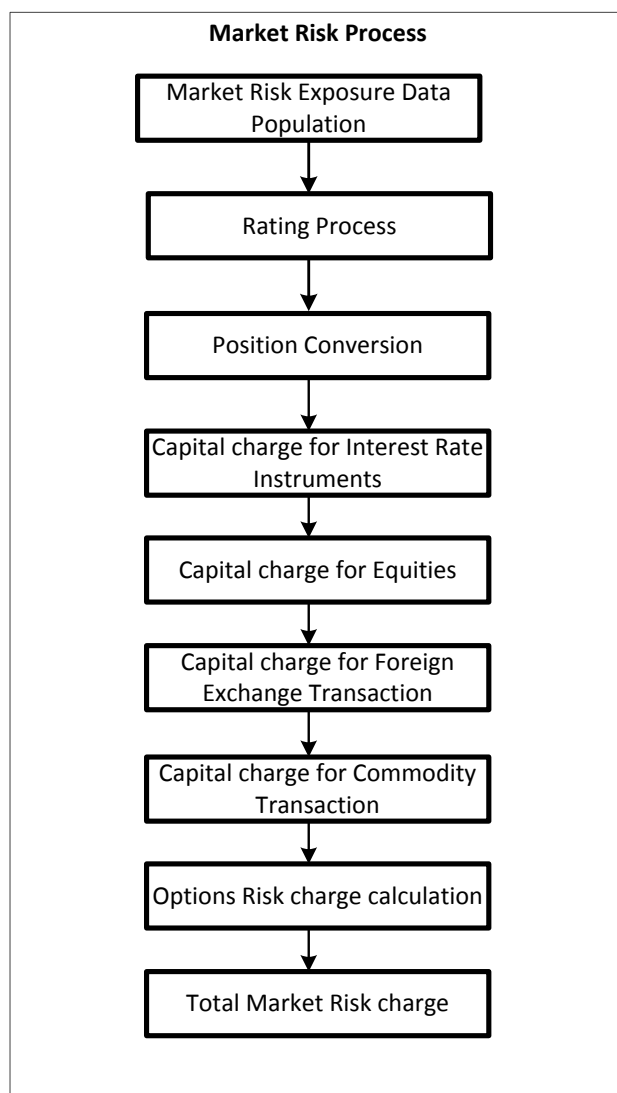 Market Risk Process
Market Risk Exposure Data
Population
Rating Process
Position Conversion
Capital charge for Interest Rate
Instruments
Capital charge for Equities
Capital charge for Foreign
Exchange Transaction
Capital charge for Commodity
Transaction
Options Risk charge calculation
Total Market Risk charge